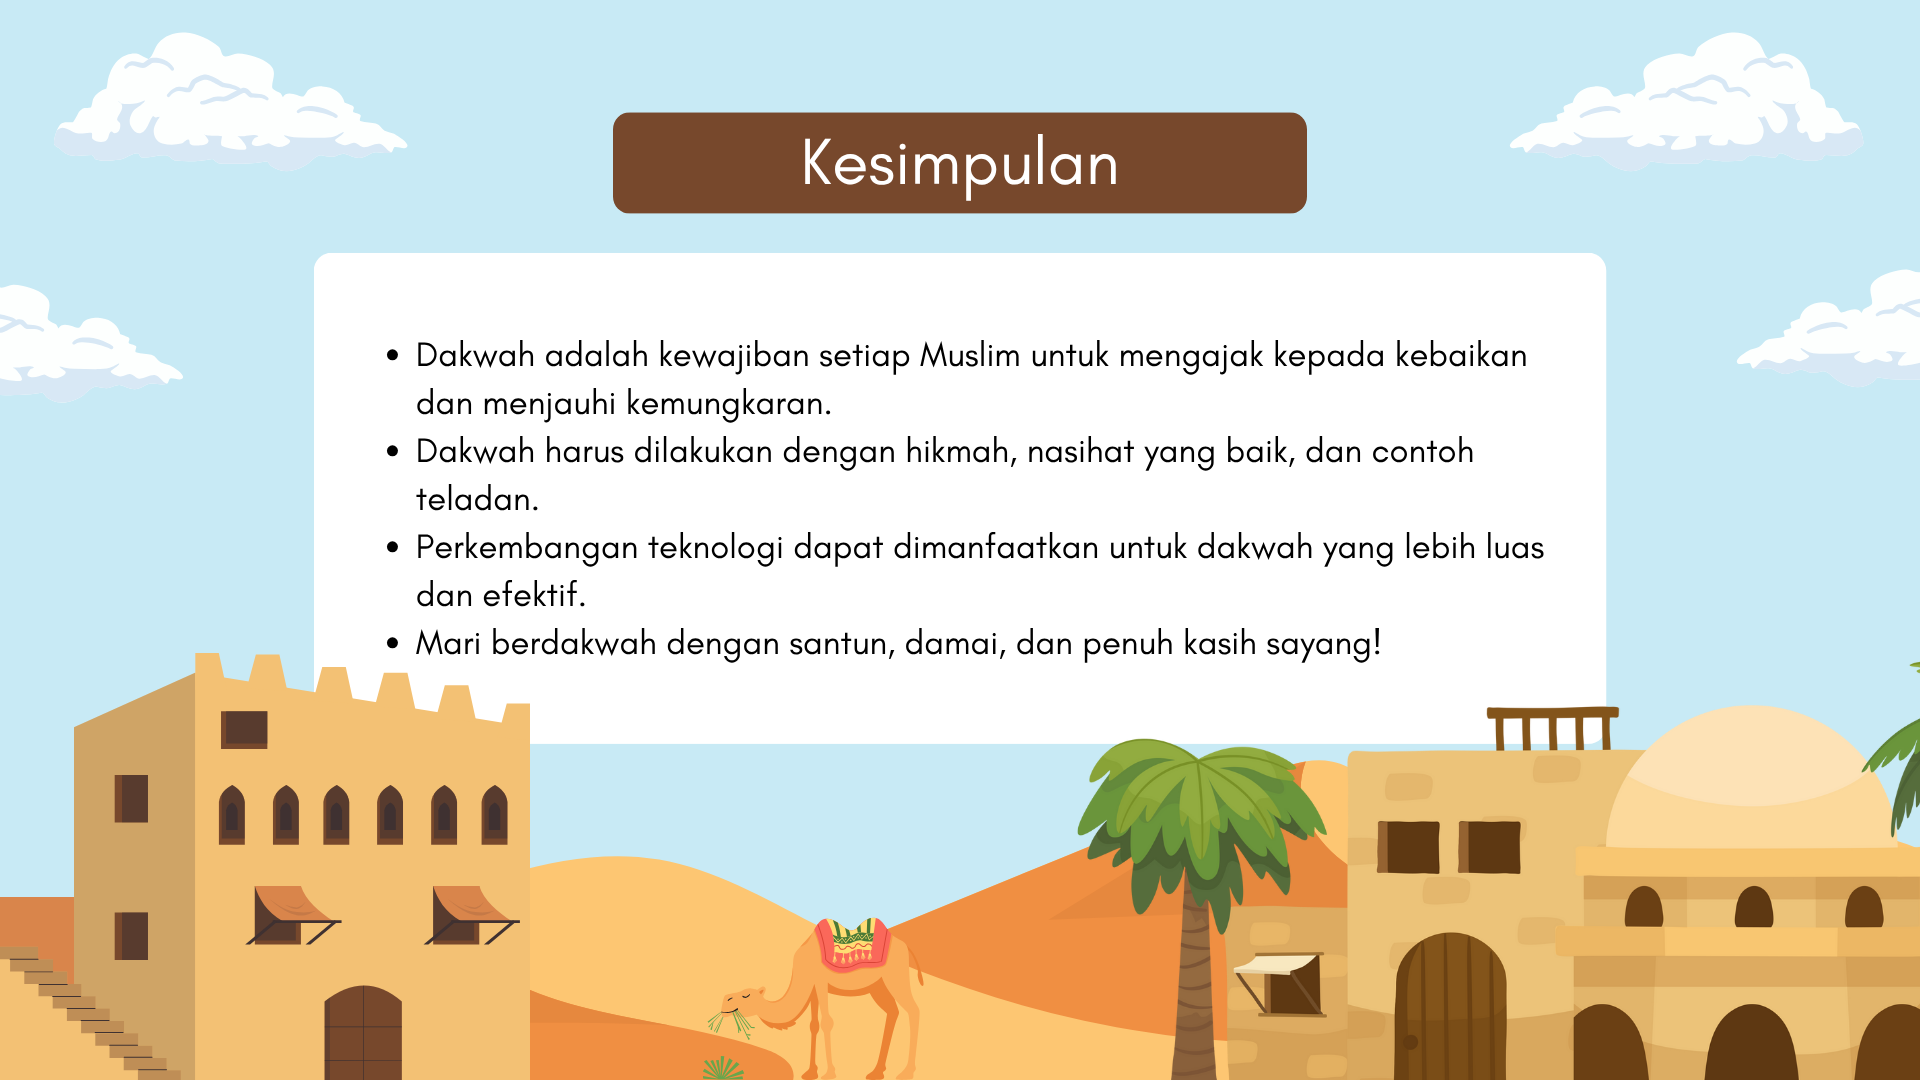 Kesimpulan
• Dakwah adalah kewajiban setiap Muslim untuk mengajak kepada kebaikan
dan menjauhi kemungkaran.
• Dakwah harus dilakukan dengan hikmah, nasihat yang baik, dan contoh
teladan.
• Perkembangan teknologi dapat dimanfaatkan untuk dakwah yang lebih luas
dan efektif.
• Mari berdakwah dengan santun, damai, dan penuh kasih sayang!